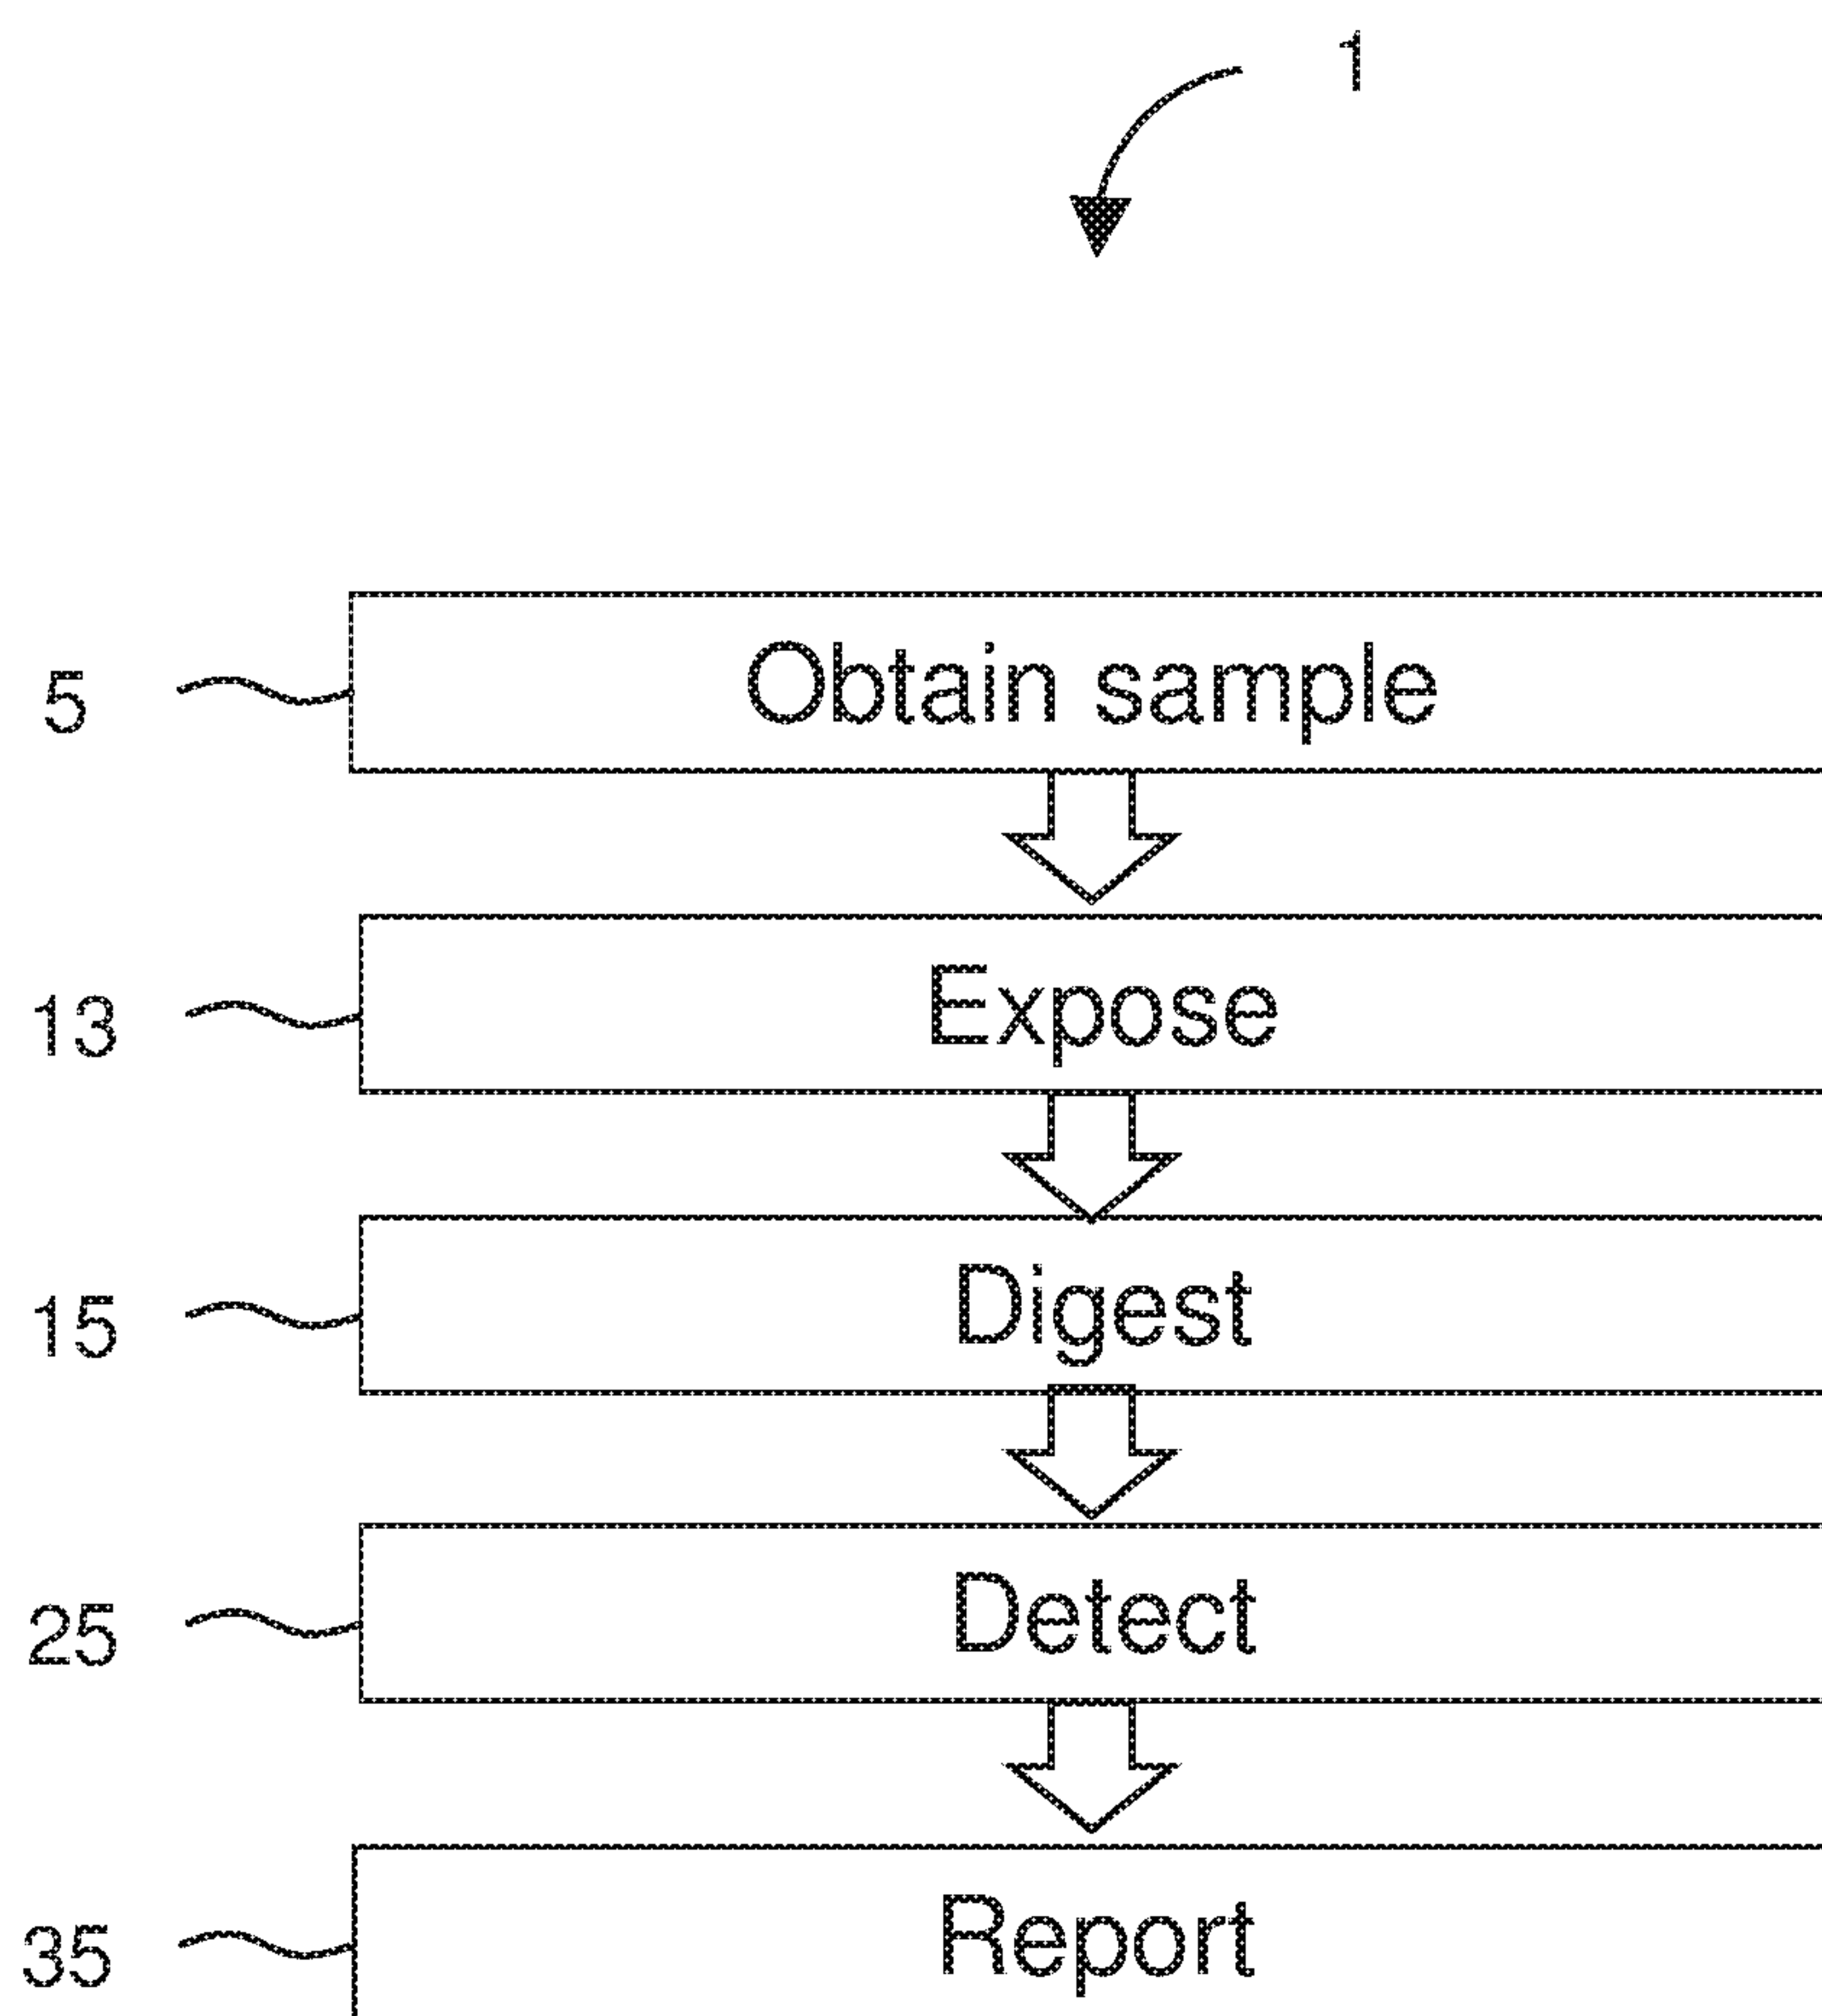 1
5 Obtain sample
13 Expose
15 Digest
25 Detect
35 Report